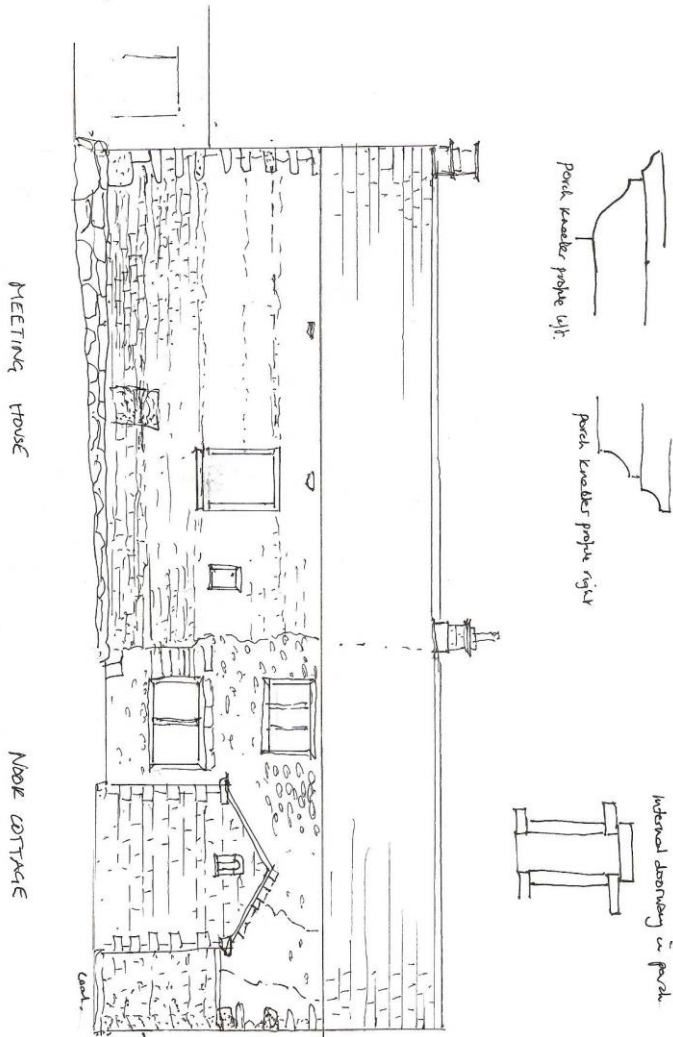 porch kneeler profile left.
porch kneeler profile right
Internal doorway in porch
MEETING HOUSE
NOOK COTTAGE